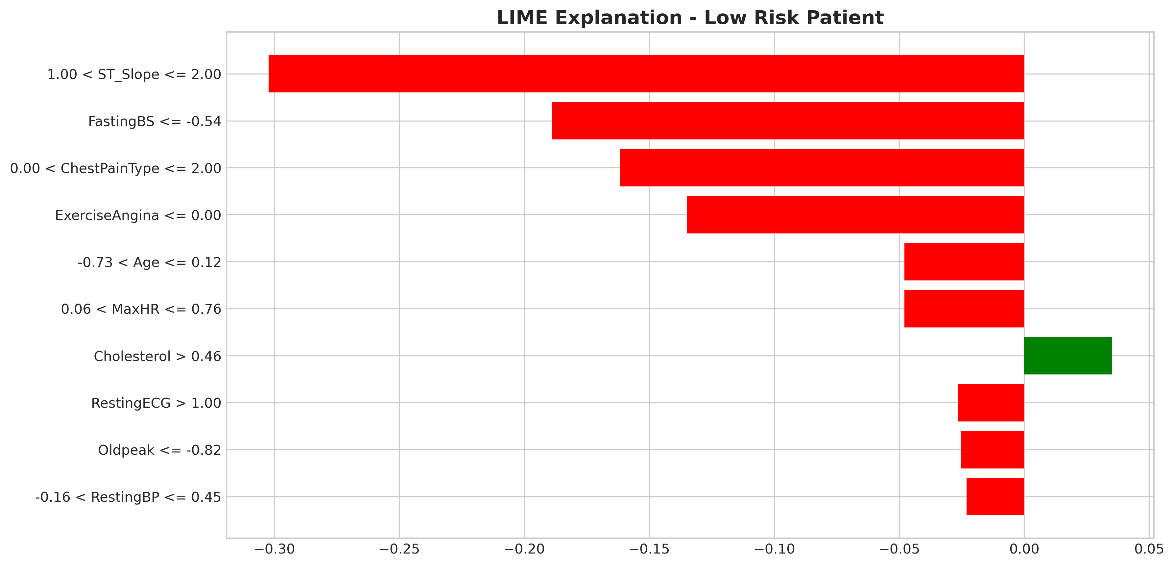 LIME Explanation - Low Risk Patient
1.00 < ST_Slope <= 2.00
FastingBS <= -0.54
0.00 < ChestPainType <= 2.00
ExerciseAngina <= 0.00
-0.73 < Age <= 0.12
0.06 < MaxHR <= 0.76
Cholesterol > 0.46
RestingECG > 1.00
Oldpeak <= -0.82
-0.16 < RestingBP <= 0.45
−0.30 −0.25 −0.20 −0.15 −0.10 −0.05 0.00 0.05